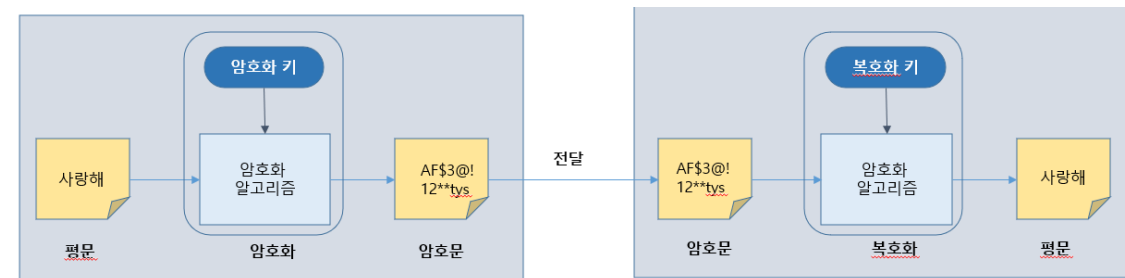 암호화 키
사랑해
암호화
알고리즘
AF$3@!
12**tys
평문
암호화
암호문
전달
복호화 키
AF$3@!
12**tys
암호화
알고리즘
사랑해
암호문
복호화
평문